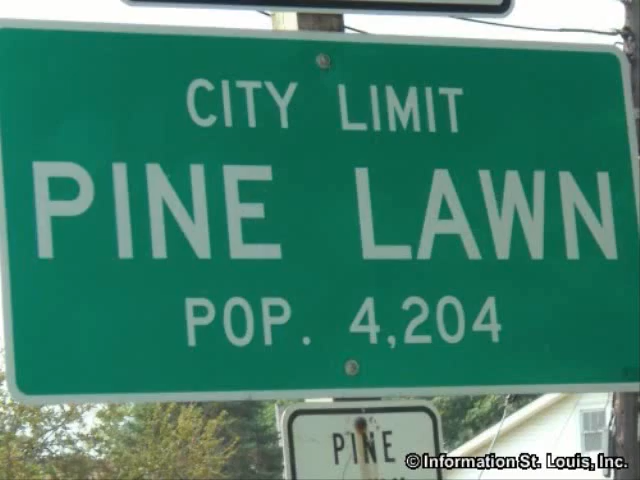 CITY LIMIT
PINE LAWN
POP. 4,204
PINE
©Information St. Louis, Inc.